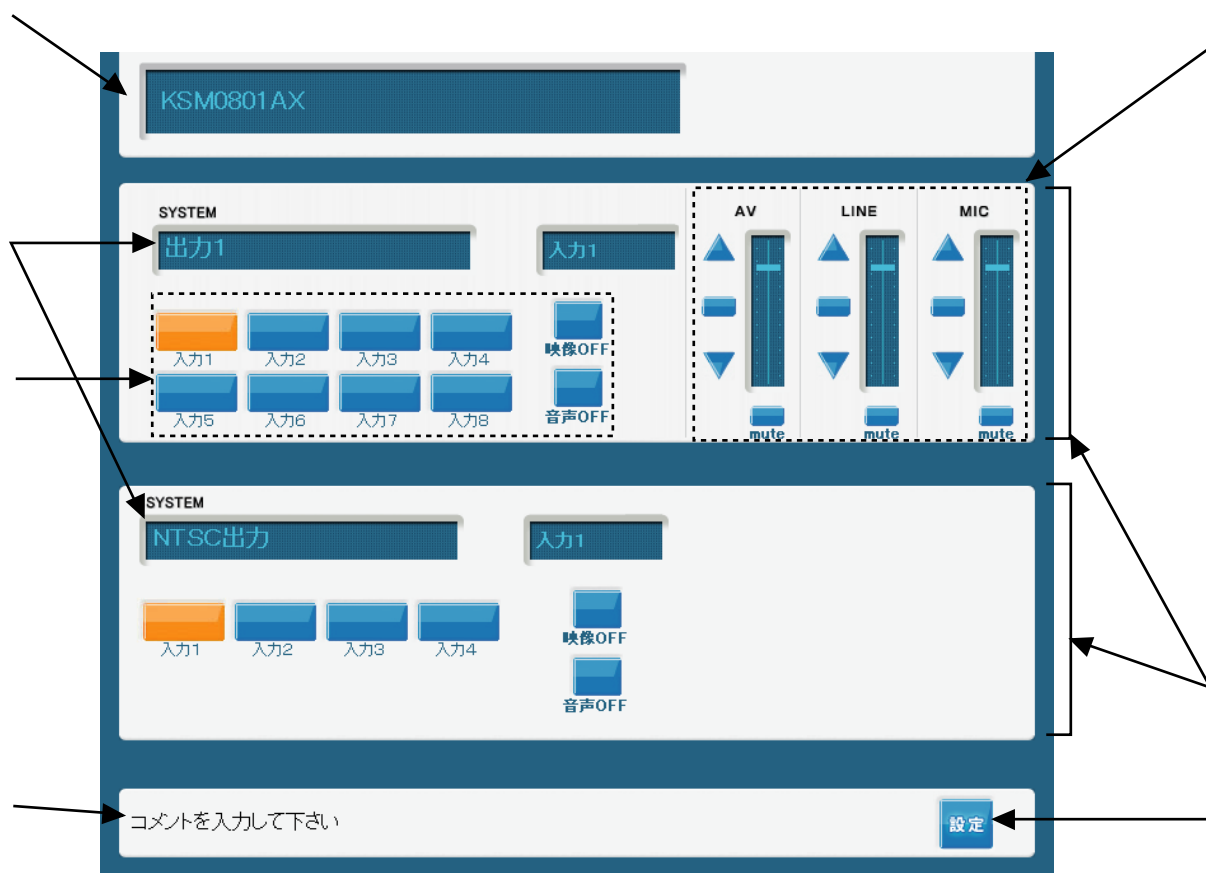 KSM0801AX
SYSTEM
出力1
入力1
AV
LINE
MIC
入力1 入力2 入力3 入力4
映像OFF
入力5 入力6 入力7 入力8
音声OFF
mute mute mute
SYSTEM
NTSC出力
入力1
入力1 入力2 入力3 入力4
映像OFF
音声OFF
コメントを入力して下さい
設定